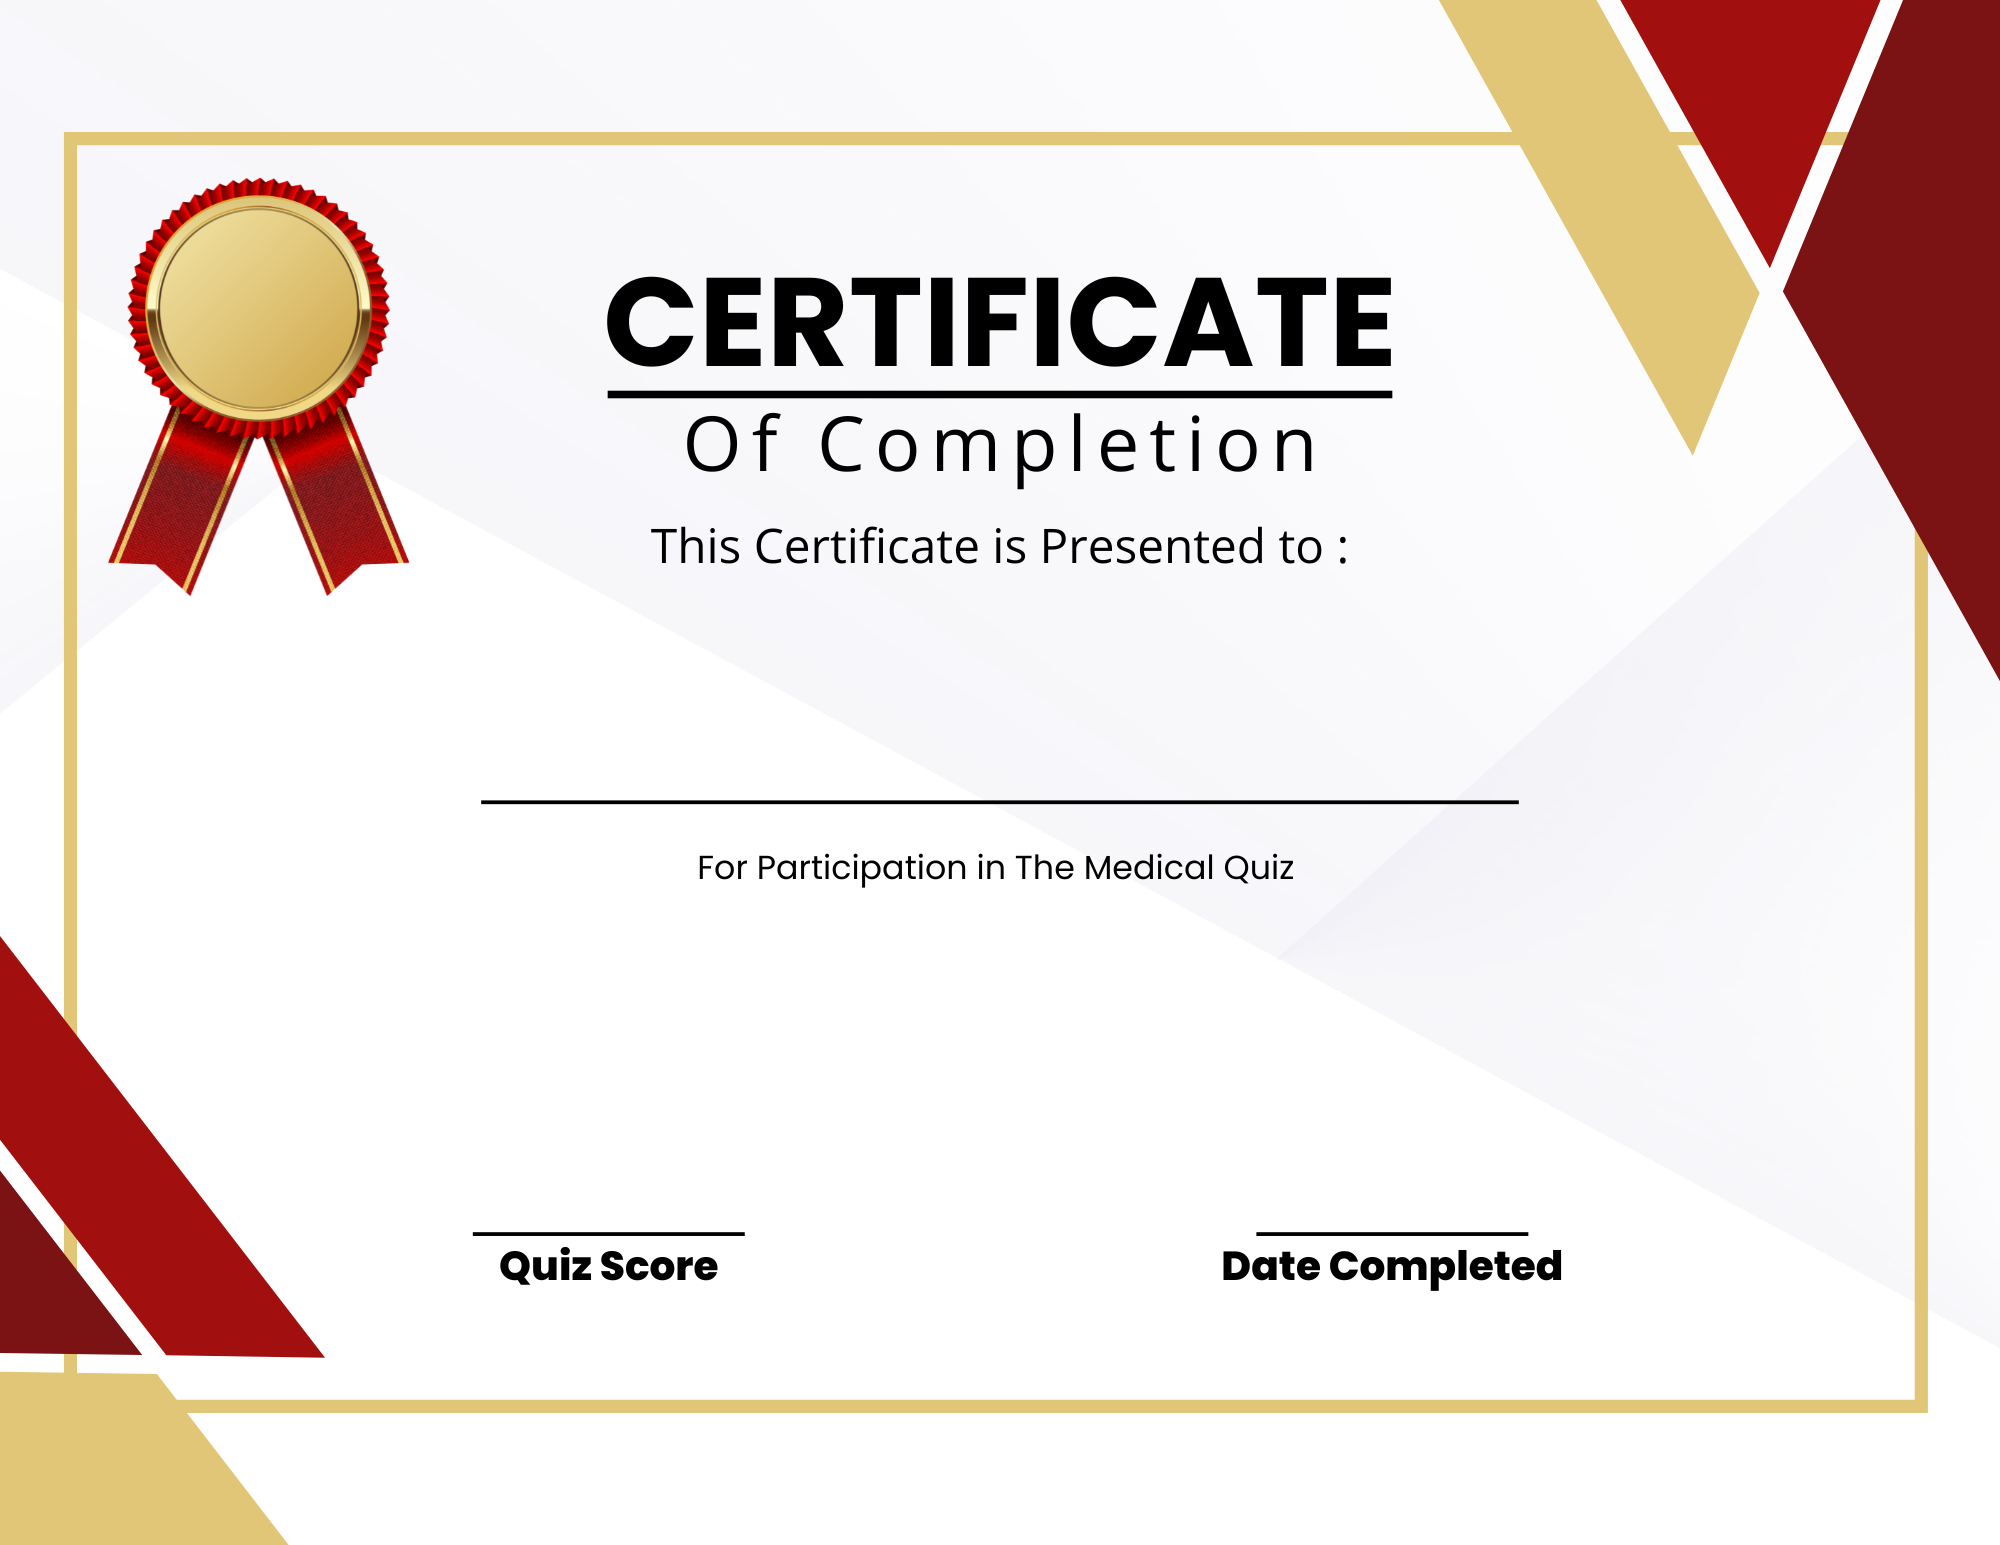 CERTIFICATE
Of Completion
This Certificate is Presented to :
For Participation in The Medical Quiz
Quiz Score
Date Completed